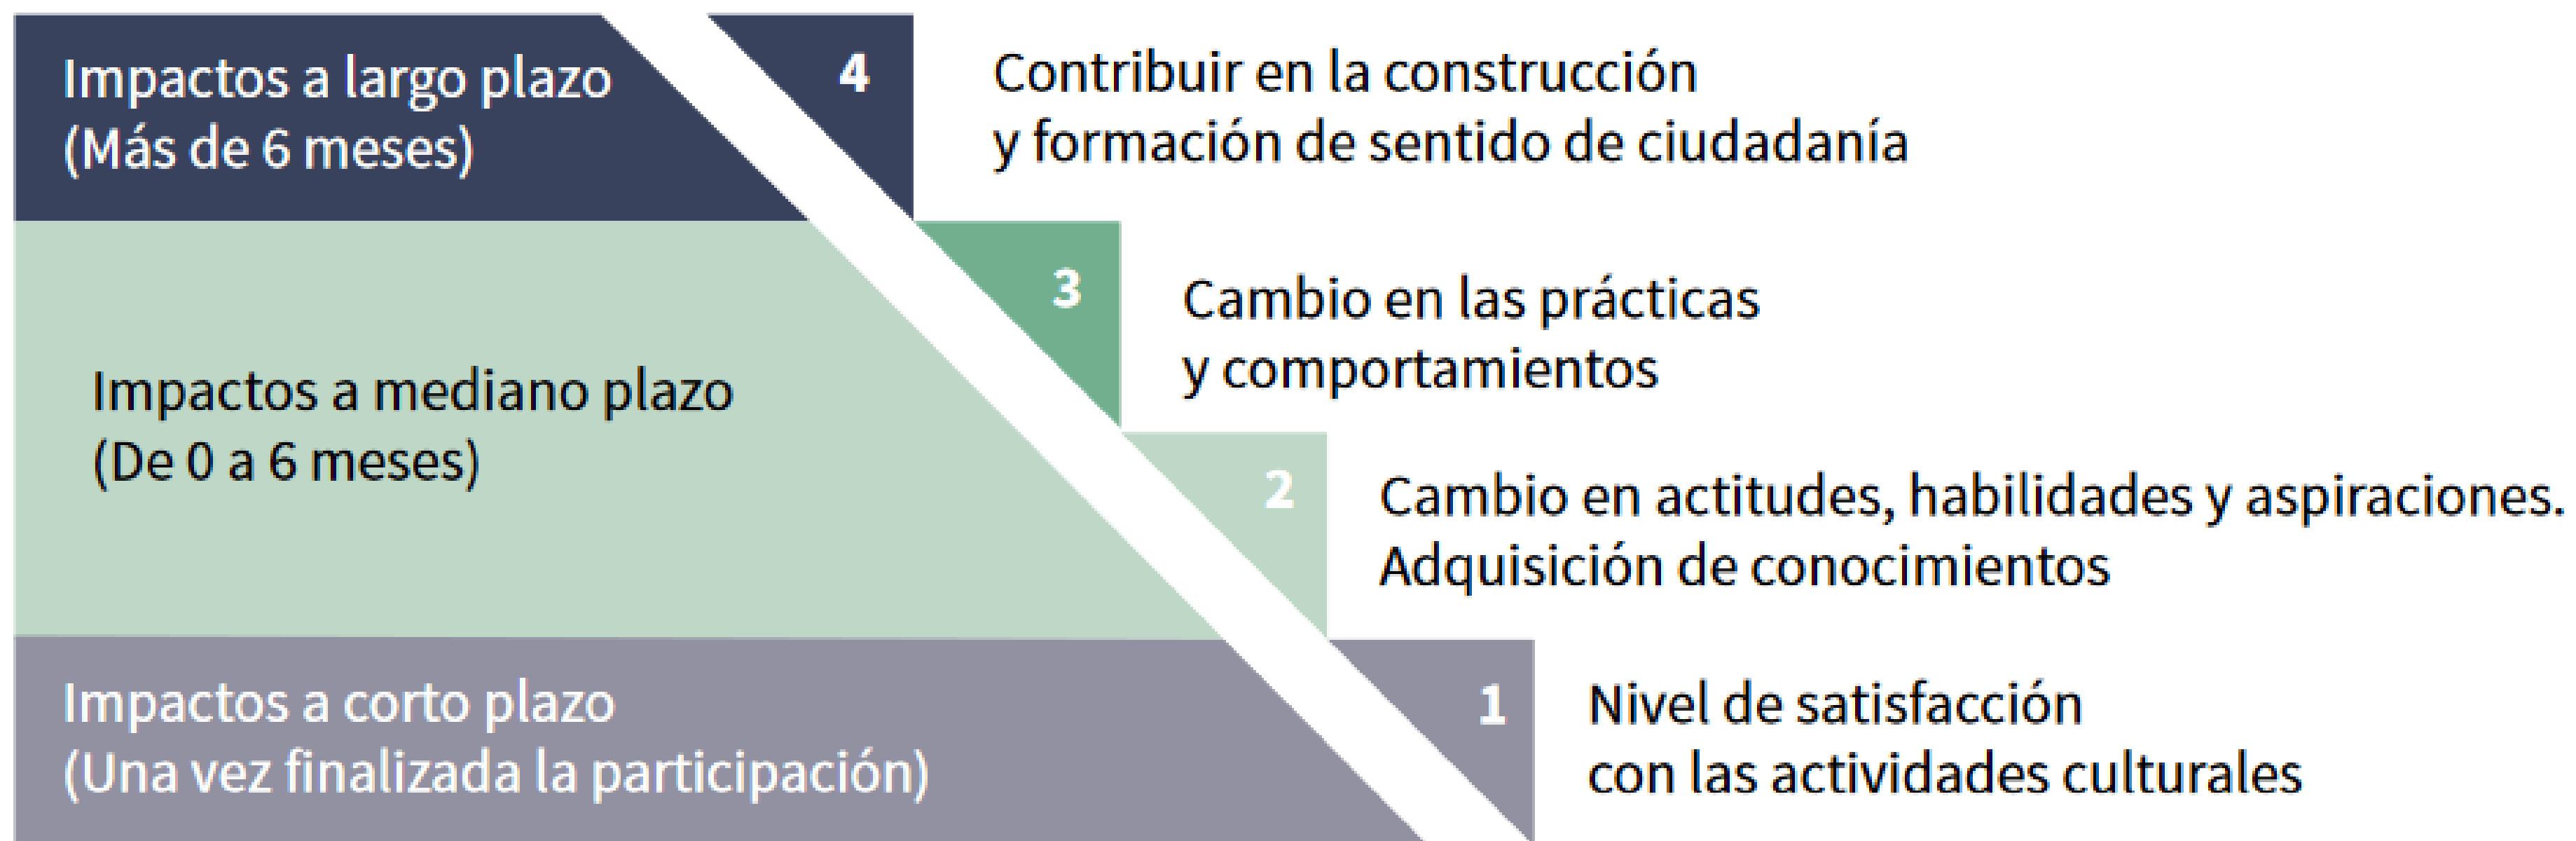 Impactos a largo plazo
(Más de 6 meses)
4
Contribuir en la construcción
y formación de sentido de ciudadanía
Impactos a mediano plazo
(De 0 a 6 meses)
3
Cambio en las prácticas
y comportamientos
2
Cambio en actitudes, habilidades y aspiraciones.
Adquisición de conocimientos
Impactos a corto plazo
(Una vez finalizada la participación)
1
Nivel de satisfacción
con las actividades culturales